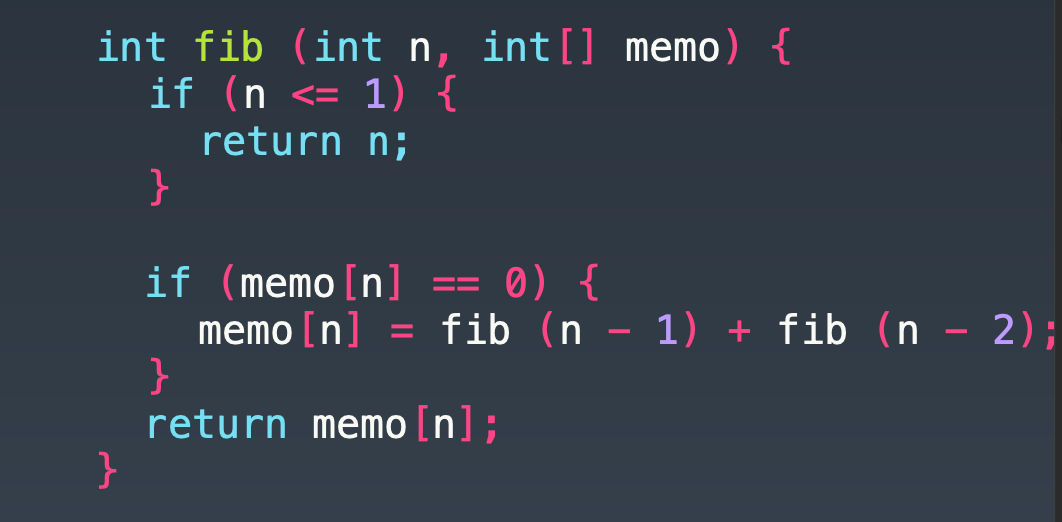 int fib (int n, int[] memo) {
if (n <= 1) {
return n;
}
if (memo[n] == 0) {
memo[n] = fib (n - 1) + fib (n - 2);
}
return memo[n];
}